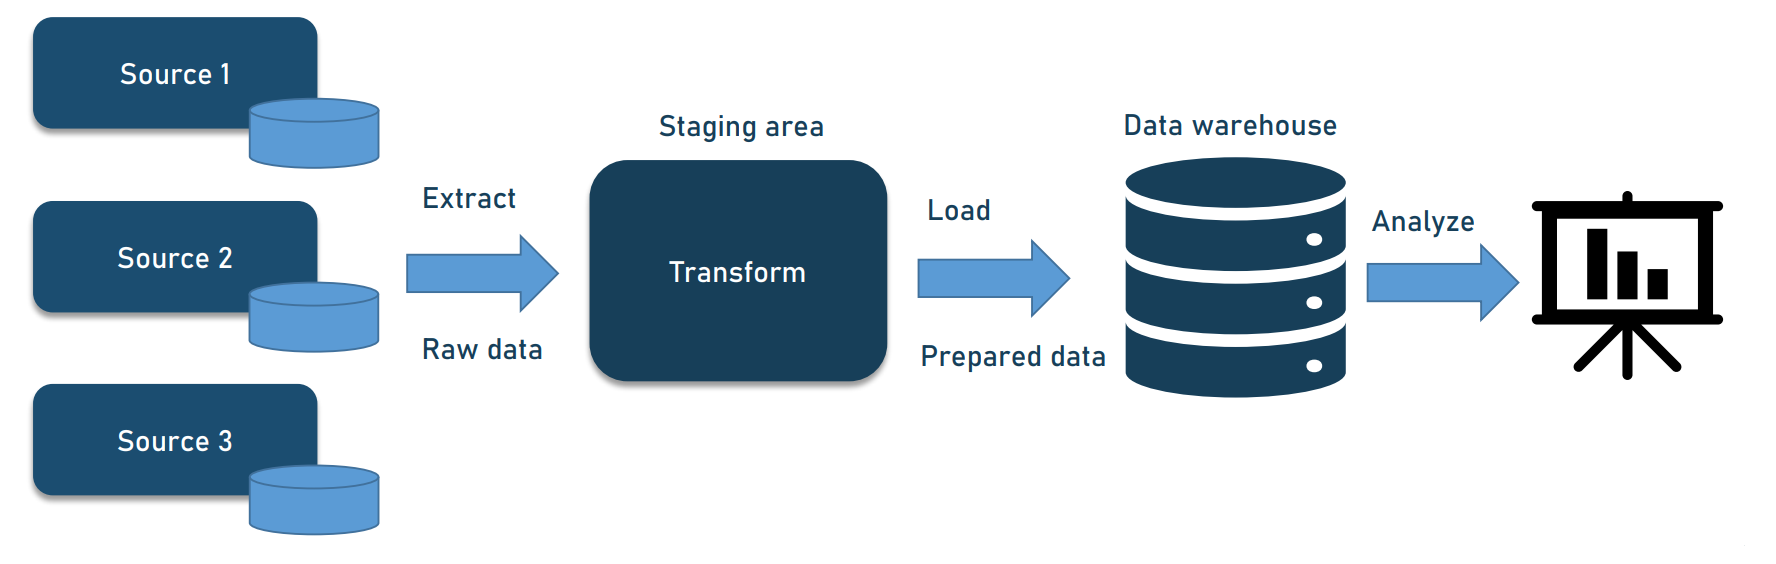 Source 1
Source 2
Source 3
Extract
Raw data
Staging area
Transform
Load
Prepared data
Data warehouse
Analyze